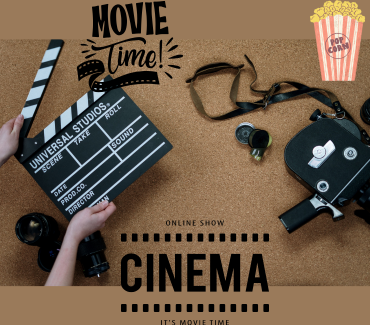 MOVIE
Time!
POP
CORN
UNIVERSAL STUDIOS
ROLL
SCENE
TAKE
SOUND
DATE
PROD.CO.
DIRECTOR
ONLINE SHOW
CINEMA
IT'S MOVIE TIME